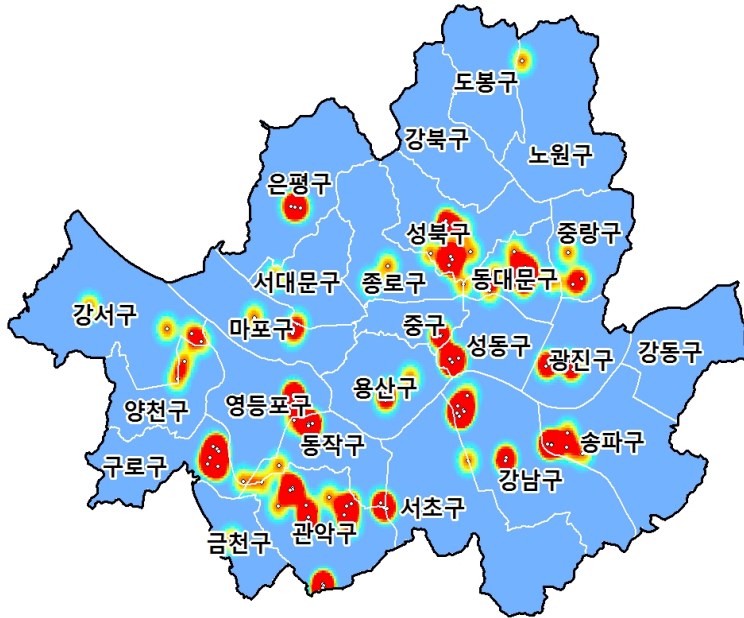 도봉구
강북구
노원구
은평구
성북구
중랑구
서대문구
종로구
동대문구
강서구
마포구
중구
성동구
광진구
강동구
양천구
영등포구
용산구
동작구
송파구
구로구
강남구
서초구
관악구
금천구